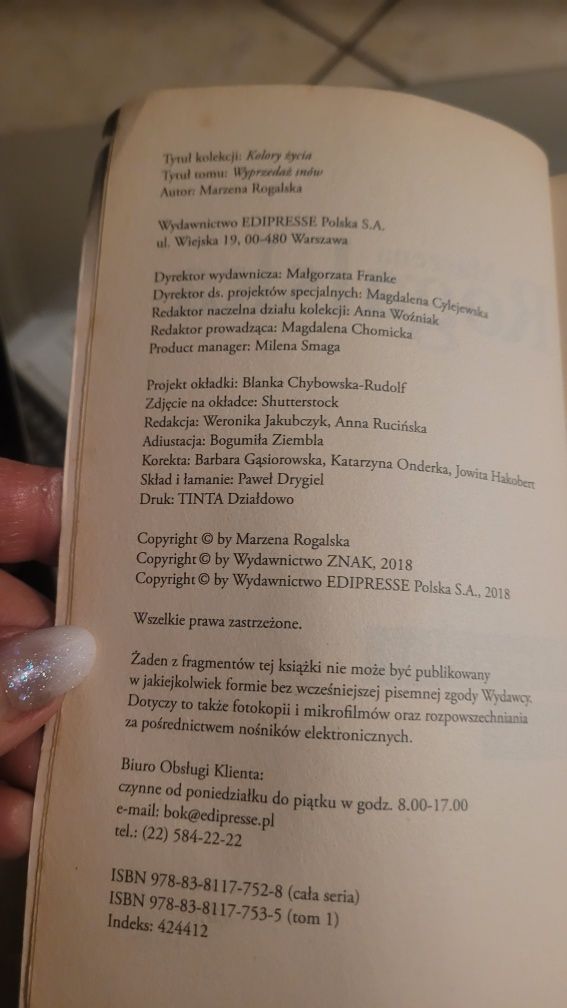 Tytuł kolekcji: Kolory życia
Tytuł tomu: Wyprzedaż snów
Autor: Marzena Rogalska
Wydawnictwo EDIPRESSE Polska S.A.
ul. Wiejska 19, 00-480 Warszawa
Dyrektor wydawnicza: Małgorzata Franke
Dyrektor ds. projektów specjalnych: Magdalena Cylejewska
Redaktor naczelna działu kolekcji: Anna Woźniak
Redaktor prowadząca: Magdalena Chomicka
Product manager: Milena Smaga
Projekt okładki: Blanka Chybowska-Rudolf
Zdjęcie na okładce: Shutterstock
Redakcja: Weronika Jakubczyk, Anna Rucińska
Adiustacja: Bogumiła Ziembla
Korekta: Barbara Gąsiorowska, Katarzyna Onderka, Jowita Hakobert
Skład i łamanie: Paweł Drygiel
Druk: TINTA Działdowo
Copyright © by Marzena Rogalska
Copyright © by Wydawnictwo ZNAK, 2018
Copyright © by Wydawnictwo EDIPRESSE Polska S.A., 2018
Wszelkie prawa zastrzeżone.
Żaden z fragmentów tej książki nie może być publikowany
w jakiejkolwiek formie bez wcześniejszej pisemnej zgody Wydawcy.
Dotyczy to także fotokopii i mikrofilmów oraz rozpowszechniania
za pośrednictwem nośników elektronicznych.
Biuro Obsługi Klienta:
czynne od poniedziałku do piątku w godz. 8.00-17.00
e-mail: bok@edipresse.pl
tel.: (22) 584-22-22
ISBN 978-83-8117-752-8 (cała seria)
ISBN 978-83-8117-753-5 (tom 1)
Indeks: 424412